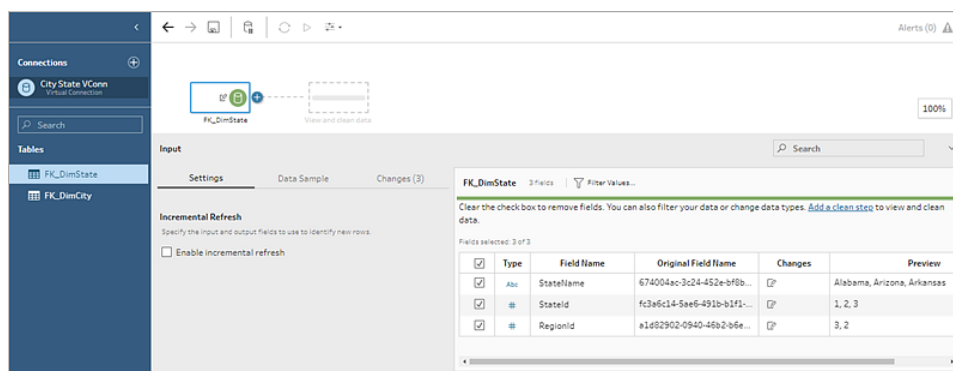 Alerts (0)
Connections
City State VConn
Virtual Connection
Search
Tables
FK_DimState
FK_DimCity
FK_DimState
View and clean data
100%
Input
Search
Settings
Data Sample
Changes (3)
Incremental Refresh
Specify the input and output fields to use to identify new rows.
Enable incremental refresh
FK_DimState 3 fields Filter Values...
Clear the check box to remove fields. You can also filter your data or change data types. Add a clean step to view and clean
data.
Fields selected: 3 of 3
Type Field Name Original Field Name Changes Preview
Abc StateName 674004ac-3c24-452e-bf8b... Alabama, Arizona, Arkansas
# StateId fc3a6c14-5ae6-491b-b1f1-... 1, 2, 3
# RegionId a1d82902-0940-46b2-b6e... 3, 2